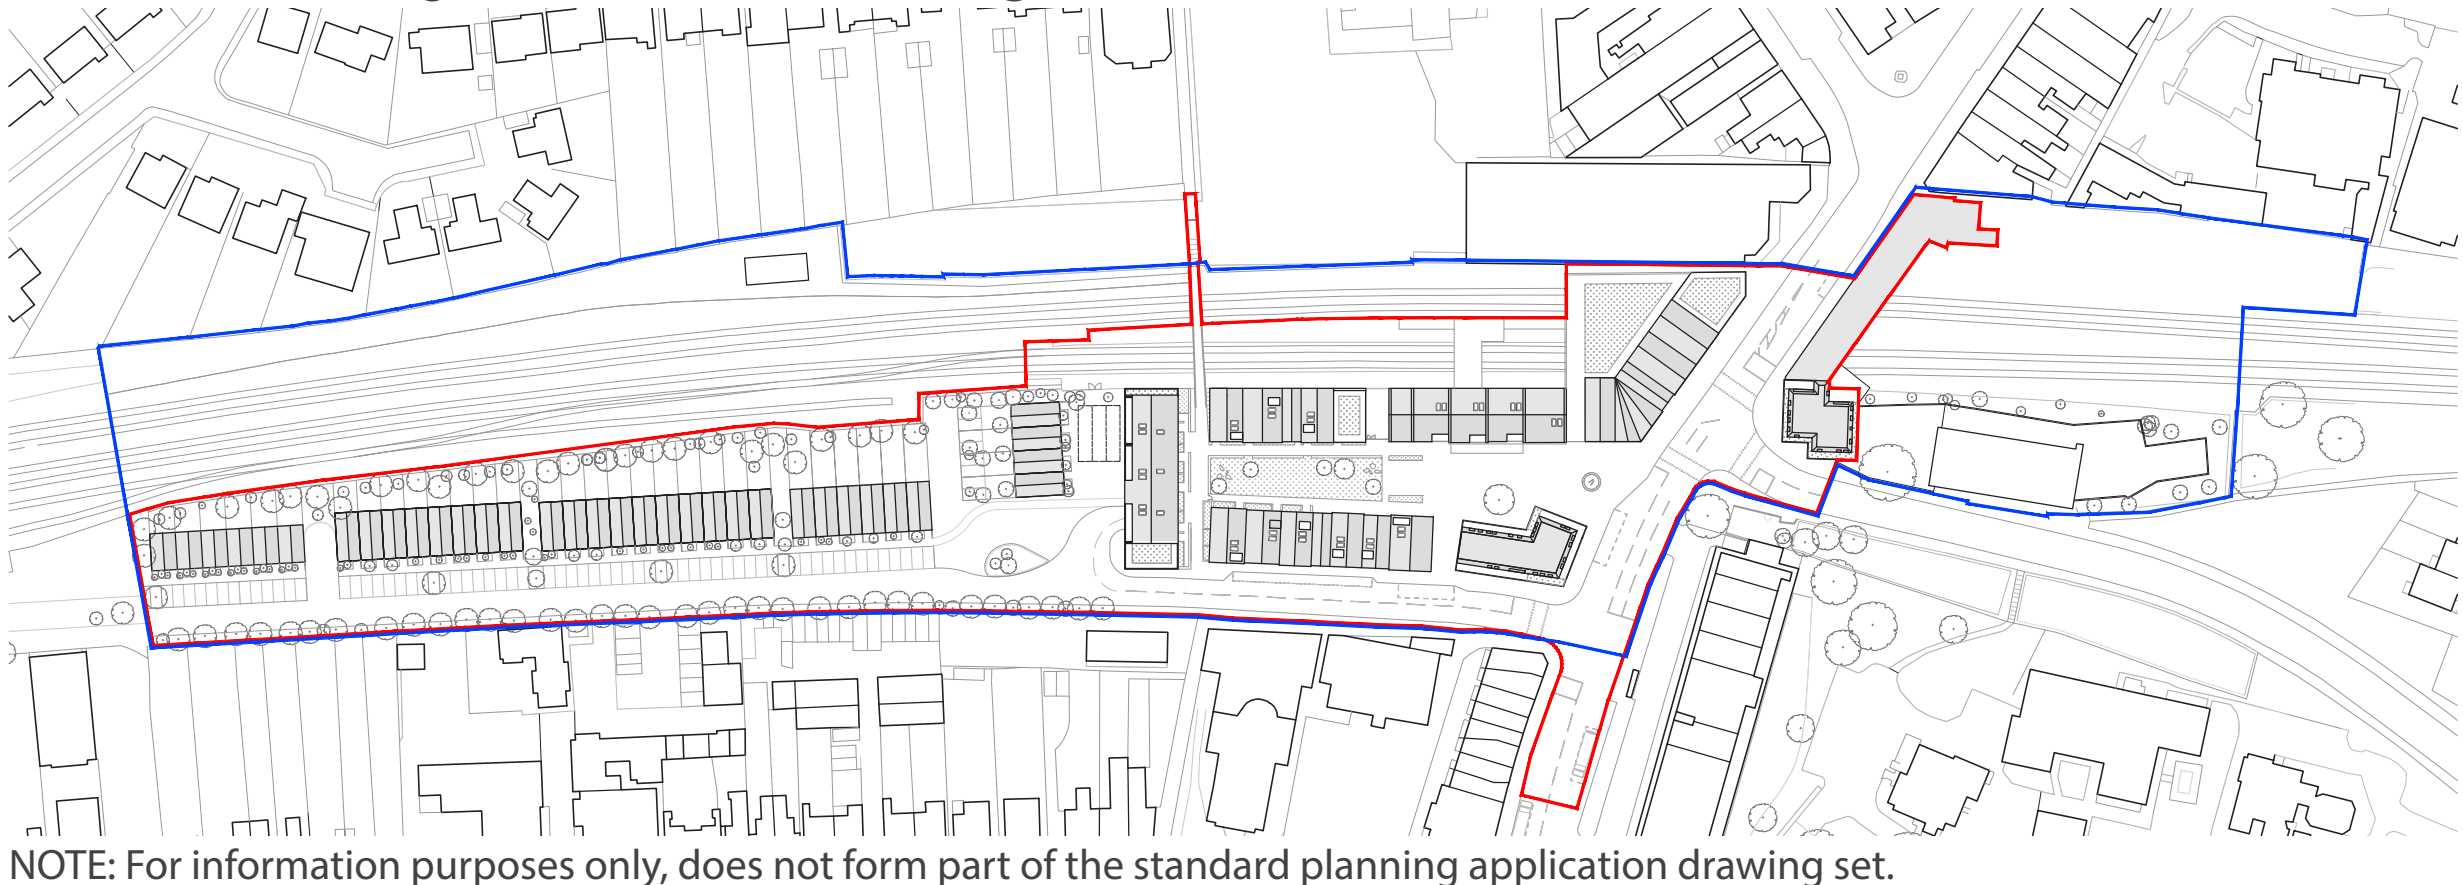 NOTE: For information purposes only, does not form part of the standard planning application drawing set.